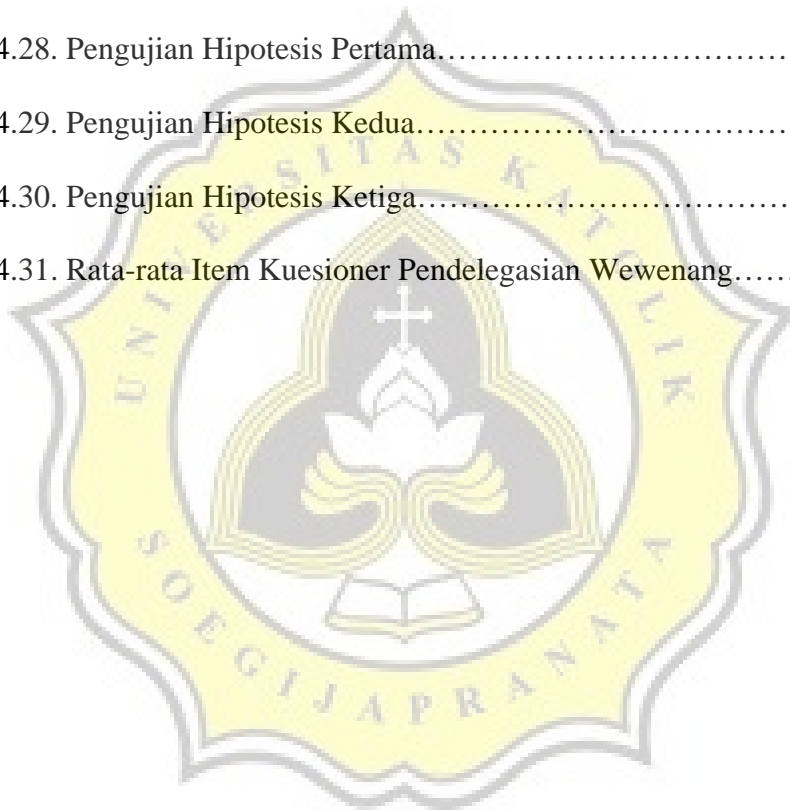 4.28. Pengujian Hipotesis Pertama……………………………
4.29. Pengujian Hipotesis Kedua………………………………
4.30. Pengujian Hipotesis Ketiga………………………………
4.31. Rata-rata Item Kuesioner Pendelegasian Wewenang……
UNIVERSITAS KATOLIK
SOEGIJAPRANATA